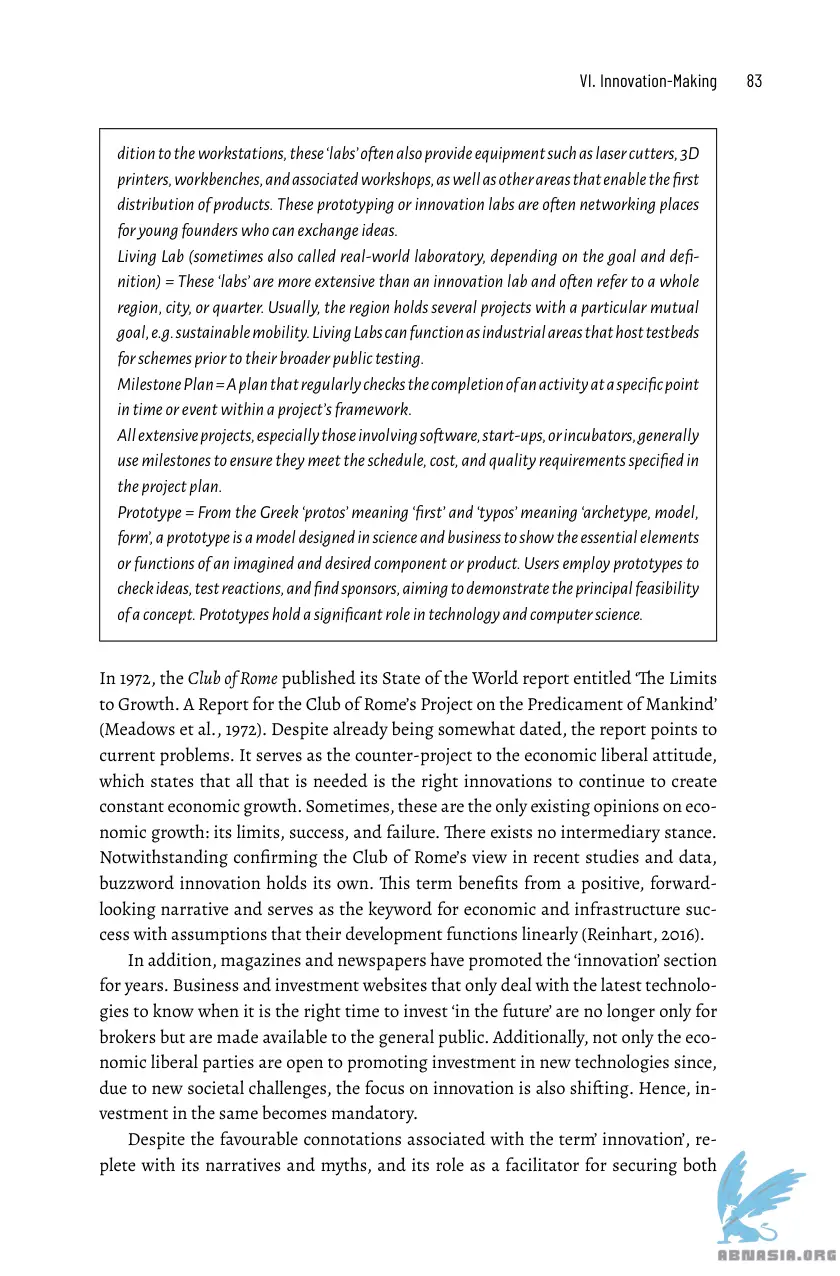 VI. Innovation-Making 83
dition to the workstations, these ‘labs’ often also provide equipment such as laser cutters, 3D
printers, workbenches, and associated workshops, as well as other areas that enable the first
distribution of products. These prototyping or innovation labs are often networking places
for young founders who can exchange ideas.
Living Lab (sometimes also called real-world laboratory, depending on the goal and defi-
nition) = These ‘labs’ are more extensive than an innovation lab and often refer to a whole
region, city, or quarter. Usually, the region holds several projects with a particular mutual
goal, e.g. sustainable mobility. Living Labs can function as industrial areas that host testbeds
for schemes prior to their broader public testing.
Milestone Plan = A plan that regularly checks the completion of an activity at a specific point
in time or event within a project’s framework.
All extensive projects, especially those involving software, start-ups, or incubators, generally
use milestones to ensure they meet the schedule, cost, and quality requirements specified in
the project plan.
Prototype = From the Greek ‘protos’ meaning ‘first’ and ‘typos’ meaning ‘archetype, model,
form’, a prototype is a model designed in science and business to show the essential elements
or functions of an imagined and desired component or product. Users employ prototypes to
check ideas, test reactions, and find sponsors, aiming to demonstrate the principal feasibility
of a concept. Prototypes hold a significant role in technology and computer science.
In 1972, the Club of Rome published its State of the World report entitled ‘The Limits
to Growth. A Report for the Club of Rome’s Project on the Predicament of Mankind’
(Meadows et al., 1972). Despite already being somewhat dated, the report points to
current problems. It serves as the counter-project to the economic liberal attitude,
which states that all that is needed is the right innovations to continue to create
constant economic growth. Sometimes, these are the only existing opinions on eco-
nomic growth: its limits, success, and failure. There exists no intermediary stance.
Notwithstanding confirming the Club of Rome’s view in recent studies and data,
buzzword innovation holds its own. This term benefits from a positive, forward-
looking narrative and serves as the keyword for economic and infrastructure suc-
cess with assumptions that their development functions linearly (Reinhart, 2016).
In addition, magazines and newspapers have promoted the ‘innovation’ section
for years. Business and investment websites that only deal with the latest technolo-
gies to know when it is the right time to invest ‘in the future’ are no longer only for
brokers but are made available to the general public. Additionally, not only the eco-
nomic liberal parties are open to promoting investment in new technologies since,
due to new societal challenges, the focus on innovation is also shifting. Hence, in-
vestment in the same becomes mandatory.
Despite the favourable connotations associated with the term’ innovation’, re-
plete with its narratives and myths, and its role as a facilitator for securing both
ABNASIA.ORG